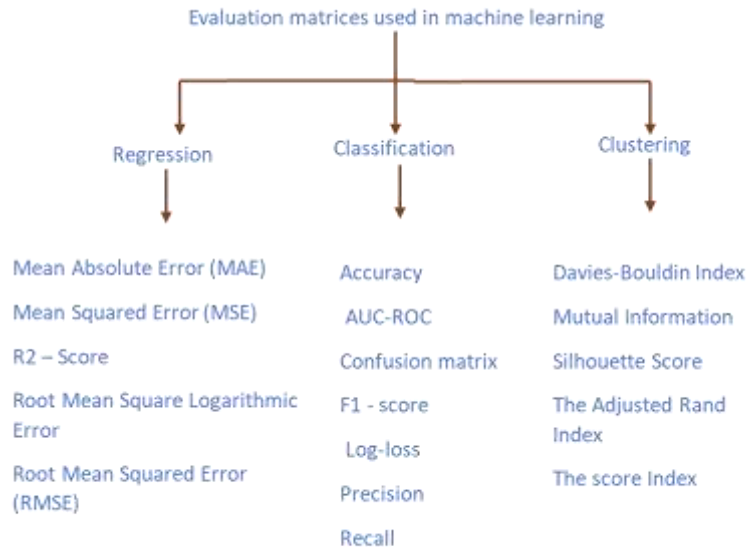 Evaluation matrices used in machine learning
Regression
Classification
Clustering
Mean Absolute Error (MAE)
Mean Squared Error (MSE)
R2 – Score
Root Mean Square Logarithmic
Error
Root Mean Squared Error
(RMSE)
Accuracy
AUC-ROC
Confusion matrix
F1 - score
Log-loss
Precision
Recall
Davies-Bouldin Index
Mutual Information
Silhouette Score
The Adjusted Rand
Index
The score Index